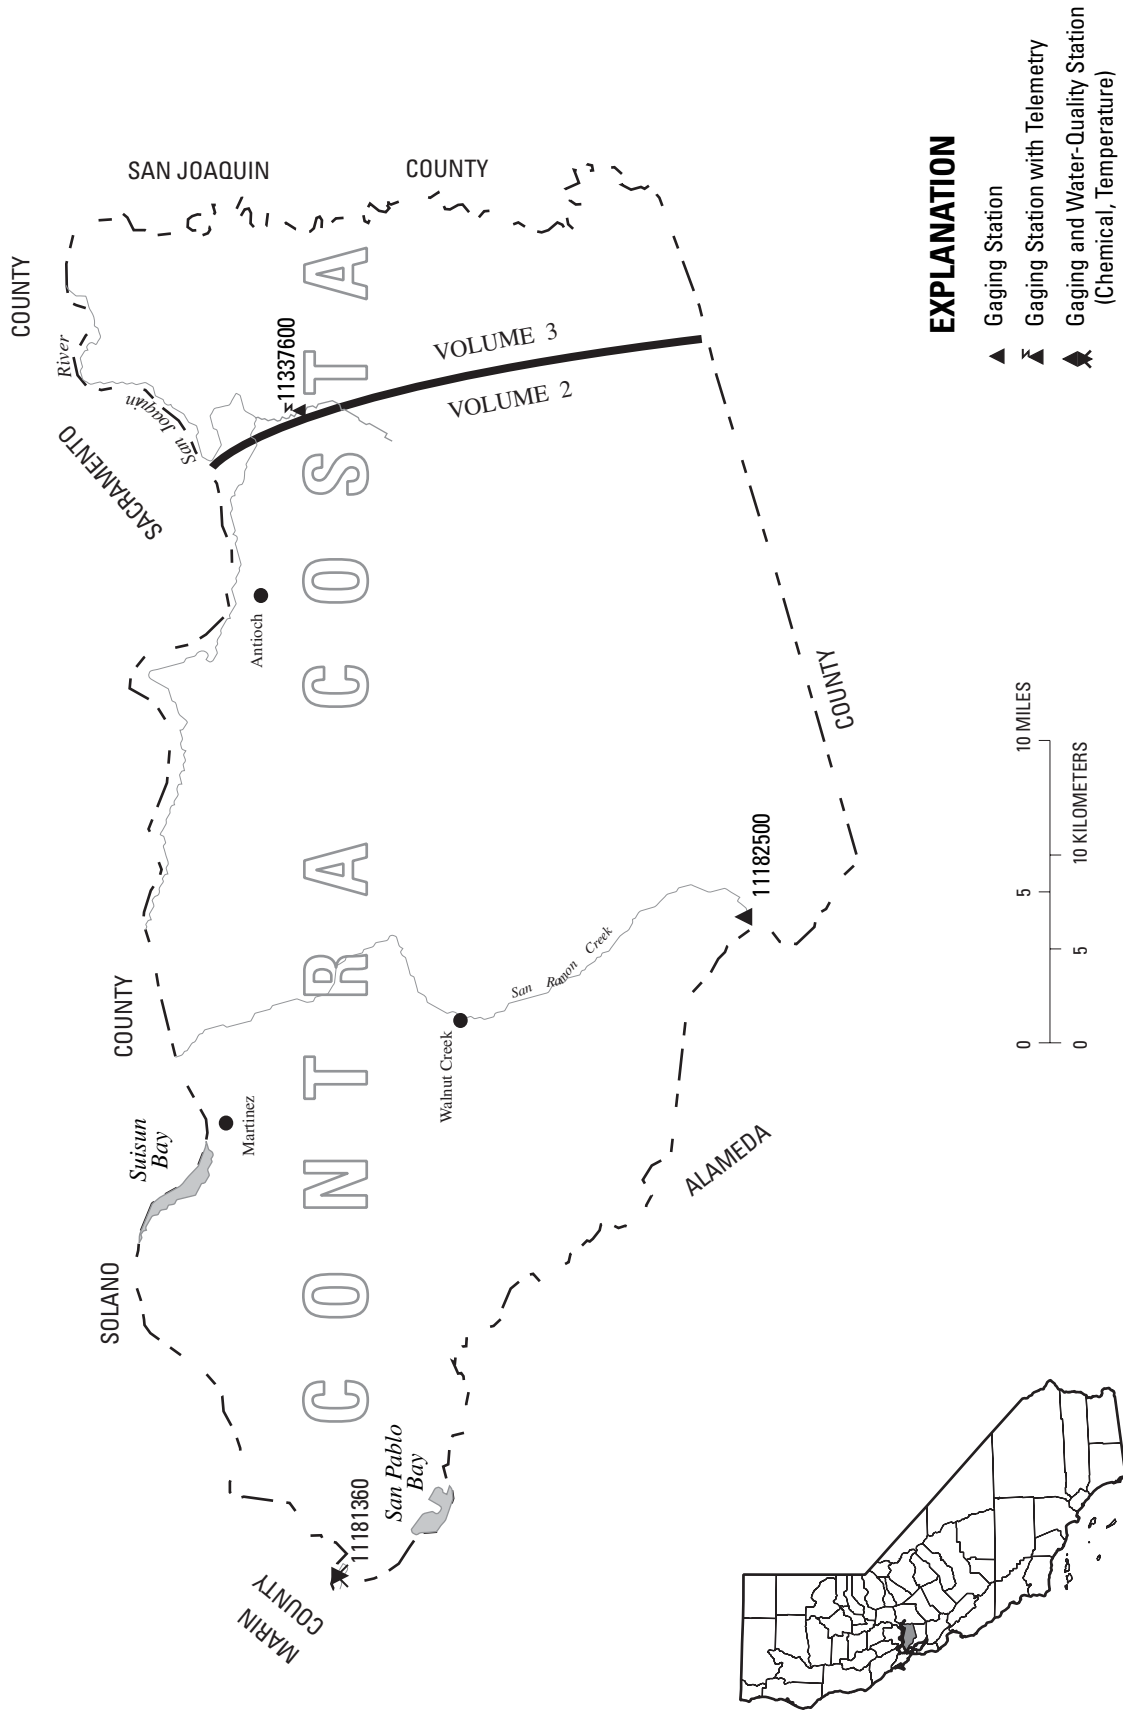 COUNTY
SAN JOAQUIN
COUNTY
River
San Joaquin
SACRAMENTO
11337600
VOLUME 3
VOLUME 2
Antioch
CONTRA COSTA
COUNTY
COUNTY
11182500
San Ramon Creek
Walnut Creek
Suisun
Bay
Martinez
SOLANO
ALAMEDA
San Pablo
Bay
11181360
MARIN
COUNTY
EXPLANATION
Gaging Station
Gaging Station with Telemetry
Gaging and Water-Quality Station
(Chemical, Temperature)
0 5 10 MILES
0 5 10 KILOMETERS